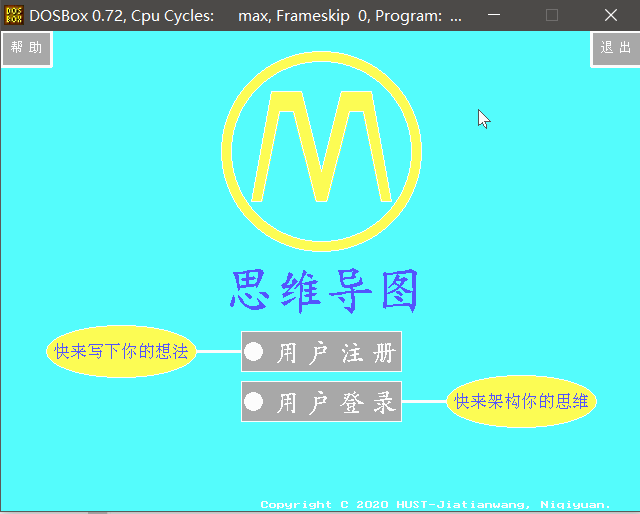 DOSBox 0.72, Cpu Cycles: max, Frameskip 0, Program: ...
帮助
退出
M
思维导图
快来写下你的想法
用户注册
用户登录
快来架构你的思维
Copyright C 2020 HUST-Jiatianwang, Niqiyuan.